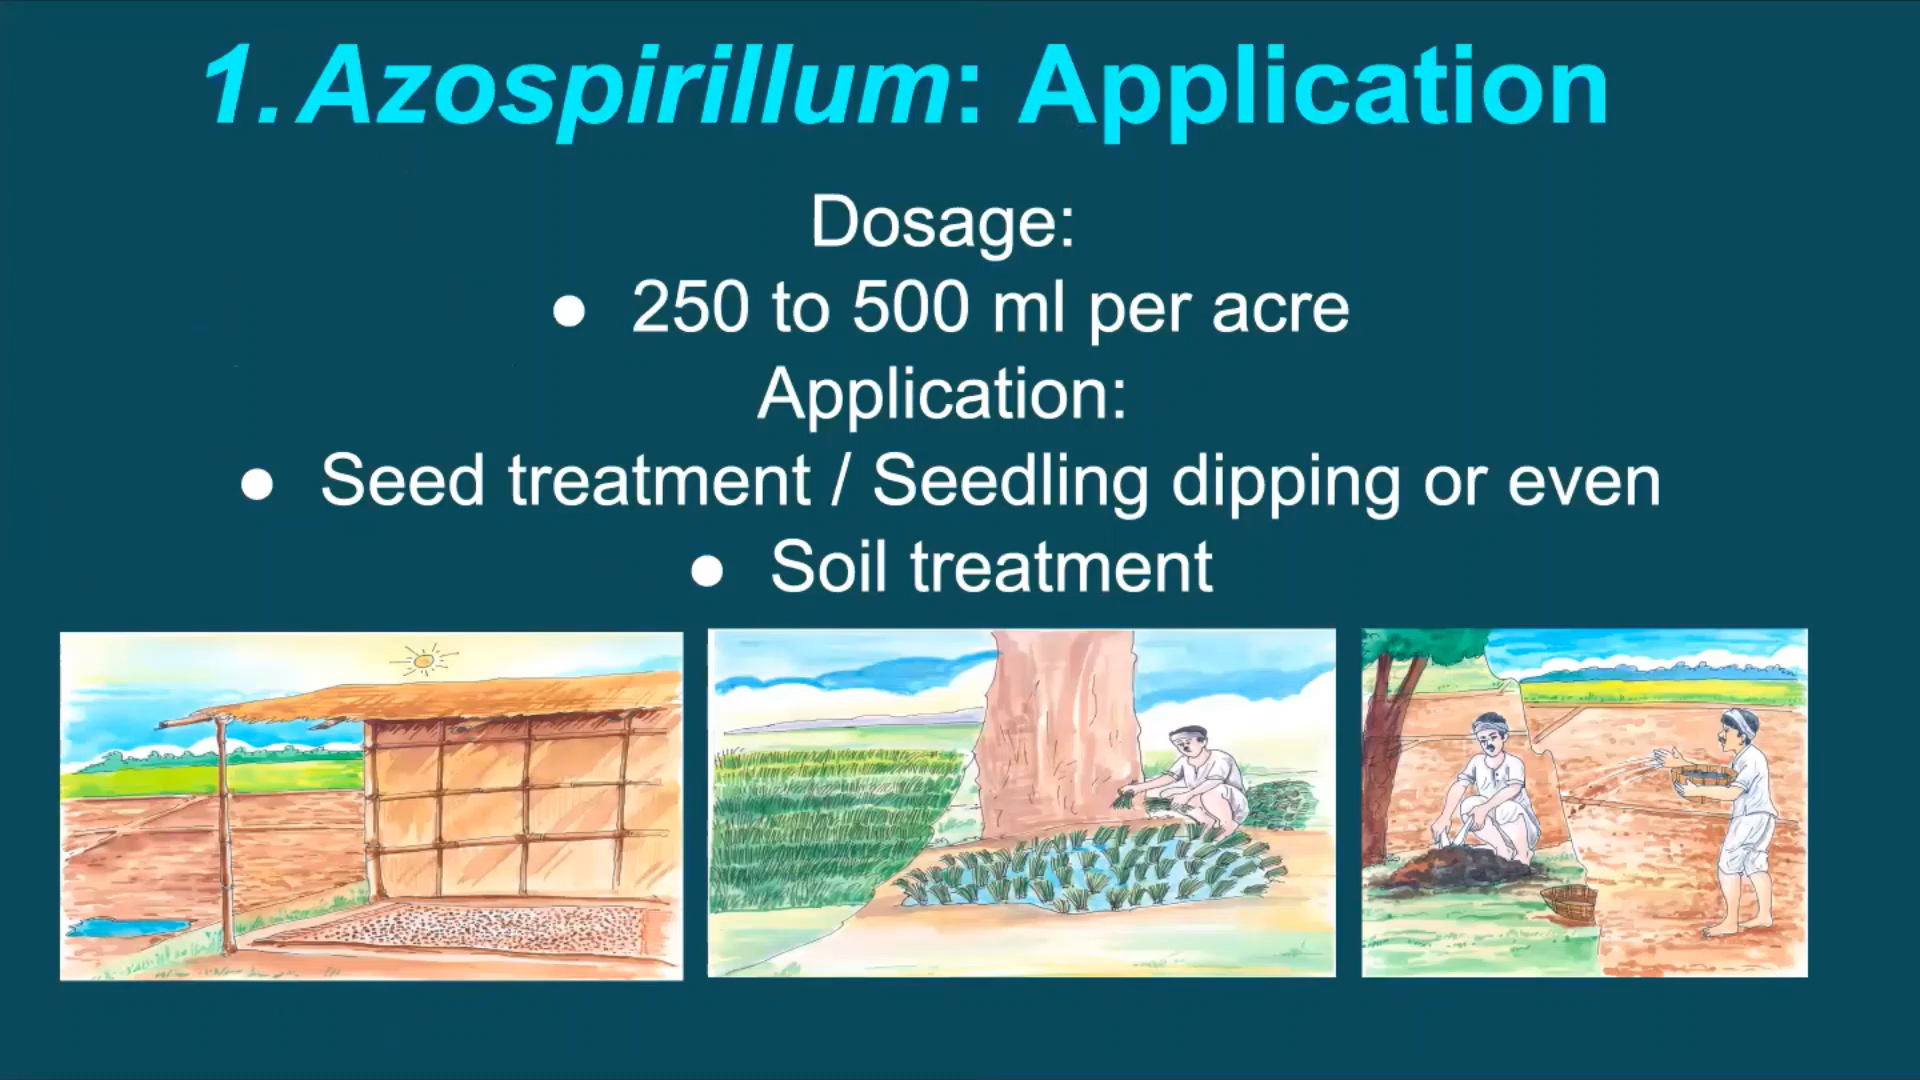 1. Azospirillum: Application
Dosage:
● 250 to 500 ml per acre
Application:
● Seed treatment / Seedling dipping or even
● Soil treatment